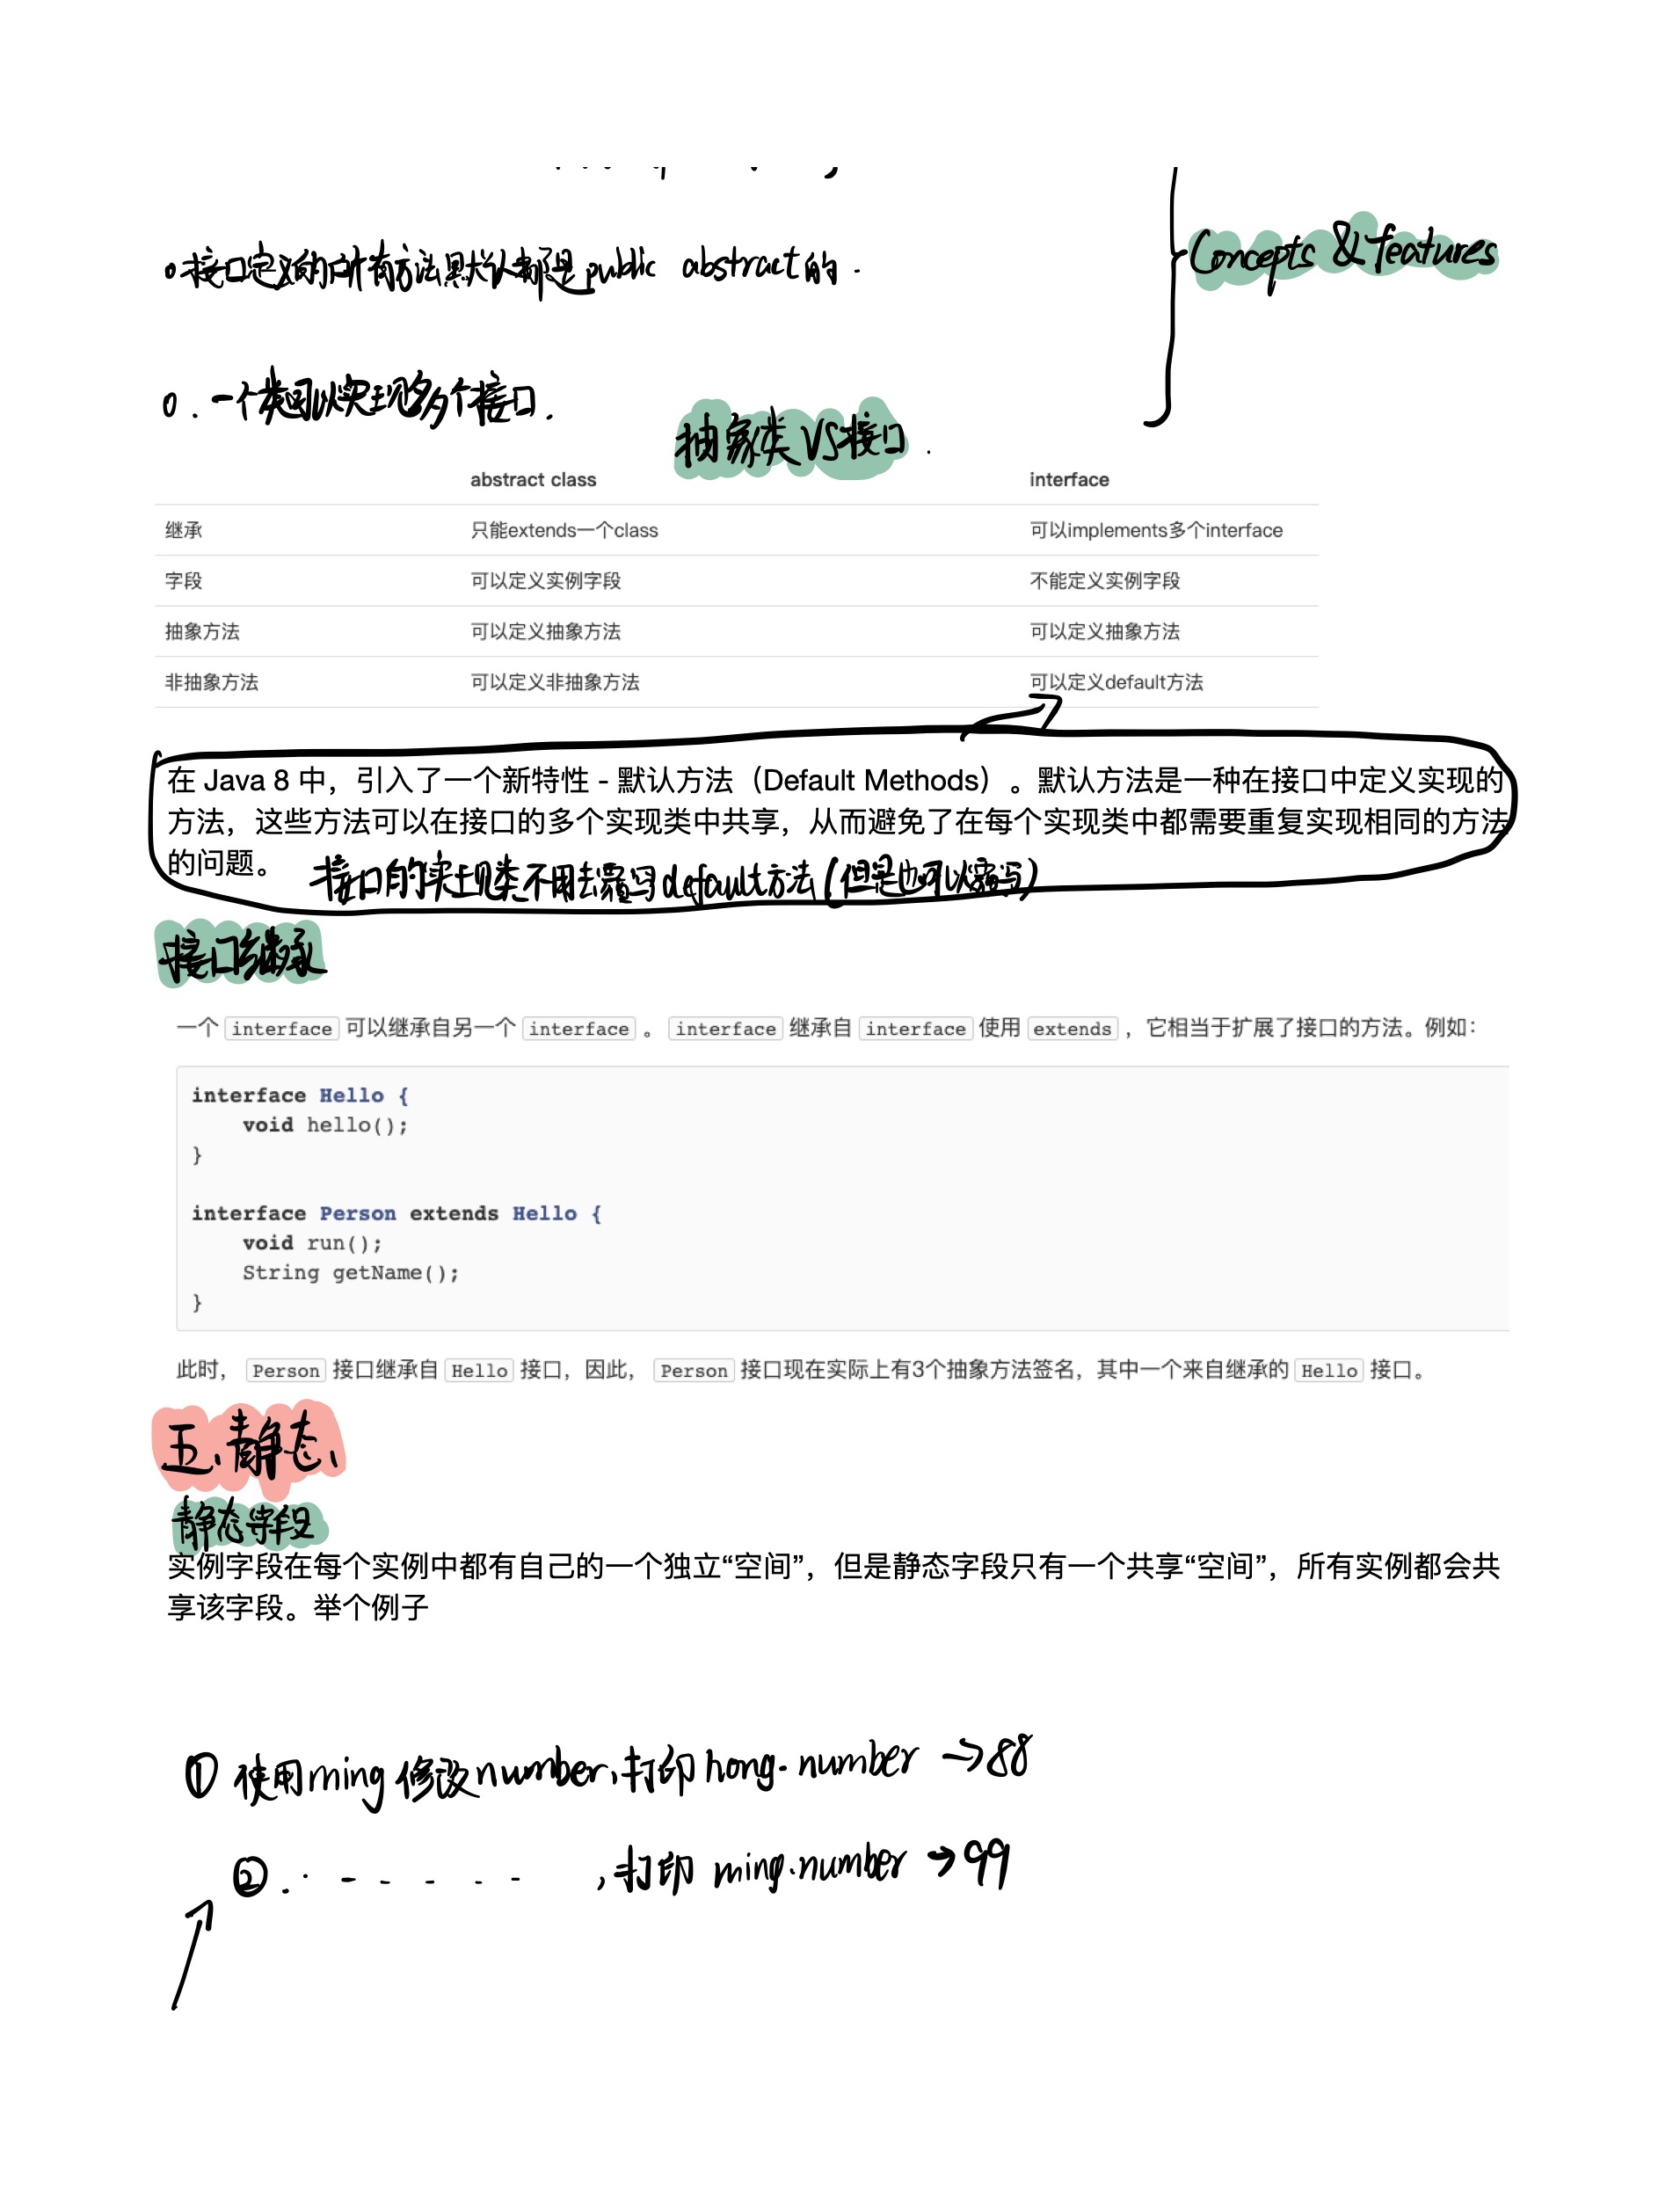 Concepts & features
o 接口定义的所有方法默认都是public abstract的.
o. 一个类可以实现多个接口.
抽象类 VS 接口.
abstract class interface
继承 只能extends一个class 可以implements多个interface
字段 可以定义实例字段 不能定义实例字段
抽象方法 可以定义抽象方法 可以定义抽象方法
非抽象方法 可以定义非抽象方法 可以定义default方法
在 Java 8 中，引入了一个新特性 - 默认方法（Default Methods）。默认方法是一种在接口中定义实现的
方法，这些方法可以在接口的多个实现类中共享，从而避免了在每个实现类中都需要重复实现相同的方法
的问题。 接口的实现类不用去覆写default方法(但是也可以覆写)
接口继承
一个 interface 可以继承自另一个 interface 。 interface 继承自 interface 使用 extends ，它相当于扩展了接口的方法。例如：
interface Hello {
    void hello();
}
interface Person extends Hello {
    void run();
    String getName();
}
此时， Person 接口继承自 Hello 接口，因此， Person 接口现在实际上有3个抽象方法签名，其中一个来自继承的 Hello 接口。
五、静态、
静态字段
实例字段在每个实例中都有自己的一个独立“空间”，但是静态字段只有一个共享“空间”，所有实例都会共
享该字段。举个例子
① 使用ming修改number, 打印hong.number → 88
②. - - - - - - , 打印 ming.number → 99